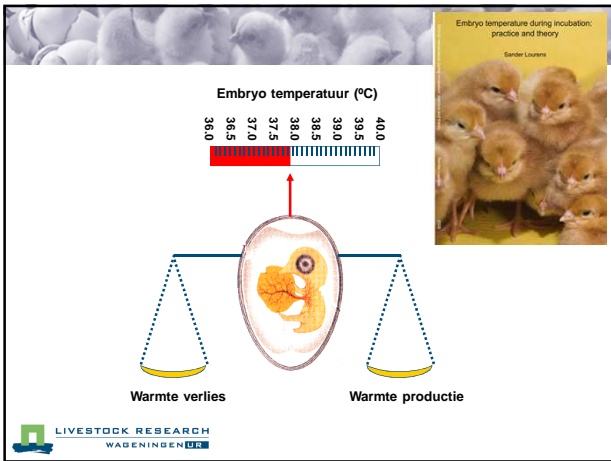 Embryo temperature during incubation:
practice and theory
Sander Lourens
Embryo temperatuur (ºC)
36.0
36.5
37.0
37.5
38.0
38.5
39.0
39.5
40.0
Warmte verlies
Warmte productie
LIVESTOCK RESEARCH
WAGENINGEN UR